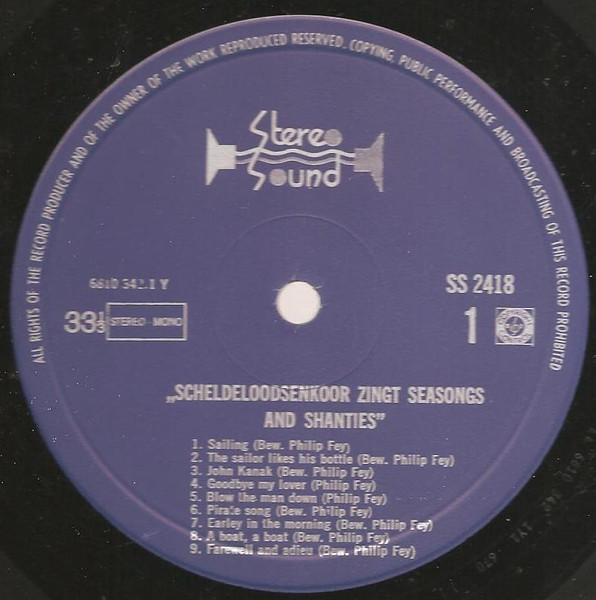 ALL RIGHTS OF THE RECORD PRODUCER AND OF THE OWNER OF THE WORK REPRODUCED RESERVED. COPYING, PUBLIC PERFORMANCE AND BROADCASTING OF THIS RECORD PROHIBITED
Stereo
Sound
6810 342.1 Y
SS 2418
33⅓
STEREO - MONO
1
„SCHELDELOODSENKOOR ZINGT SEASONGS
AND SHANTIES”
1. Sailing (Bew. Philip Fey)
2. The sailor likes his bottle (Bew. Philip Fey)
3. John Kanak (Bew. Philip Fey)
4. Goodbye my lover (Philip Fey)
5. Blow the man down (Philip Fey)
6. Pirate song (Bew. Philip Fey)
7. Earley in the morning (Bew. Philip Fey)
8. A boat, a boat (Bew. Philip Fey)
9. Farewell and adieu (Bew. Philip Fey)